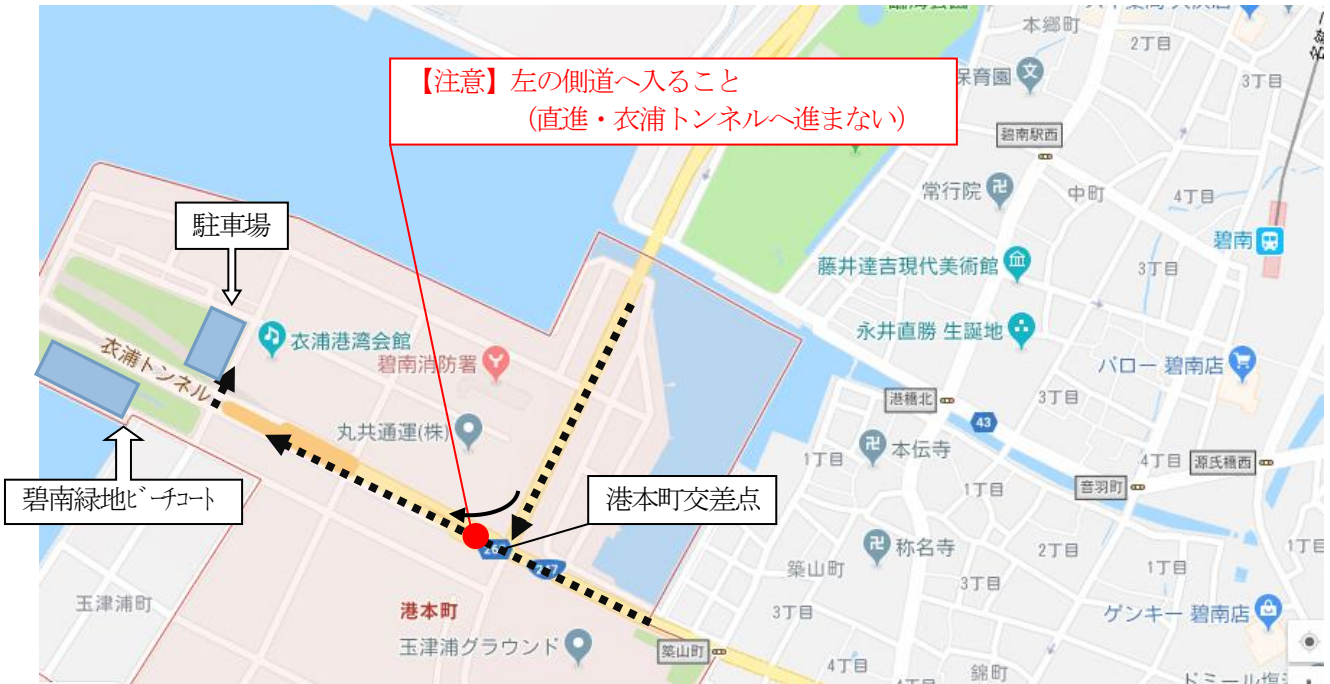 本郷町
2丁目
保育園
3丁目
【注意】左の側道へ入ること
(直進・衣浦トンネルへ進まない)
碧南駅西
常行院
中町
4丁目
駐車場
碧南
藤井達吉現代美術館
3丁目
永井直勝 生誕地
衣浦港湾会館
碧南消防署
衣浦トンネル
バロー 碧南店
港橋北
3丁目
43
丸共通運(株)
本伝寺
1丁目
4丁目
源氏橋西
碧南緑地ビーチコート
港本町交差点
1丁目
音羽町
247
称名寺
2丁目
1丁目
築山町
1丁目
3丁目
玉津浦町
港本町
3丁目
ゲンキー 碧南店
玉津浦グラウンド
築山町
4丁目
錦町